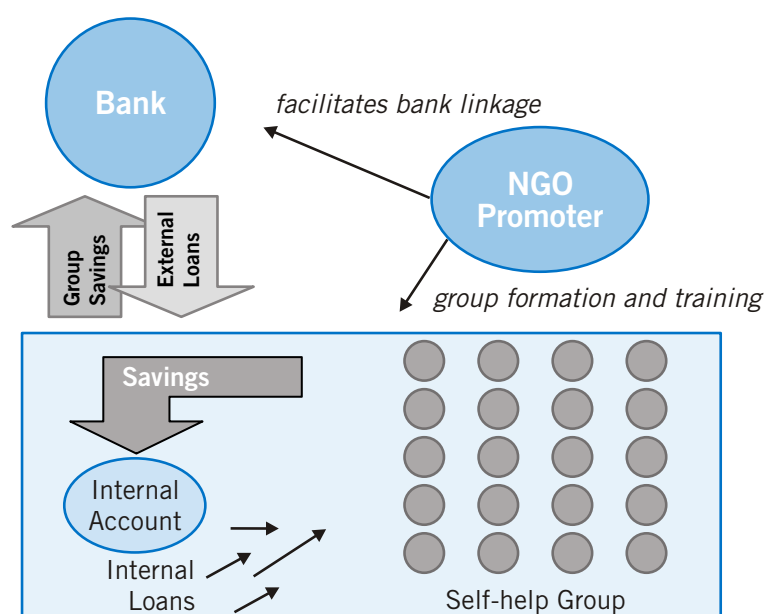 Bank
facilitates bank linkage
NGO
Promoter
Group
Savings
External
Loans
group formation and training
Savings
Internal
Account
Internal
Loans
Self-help Group